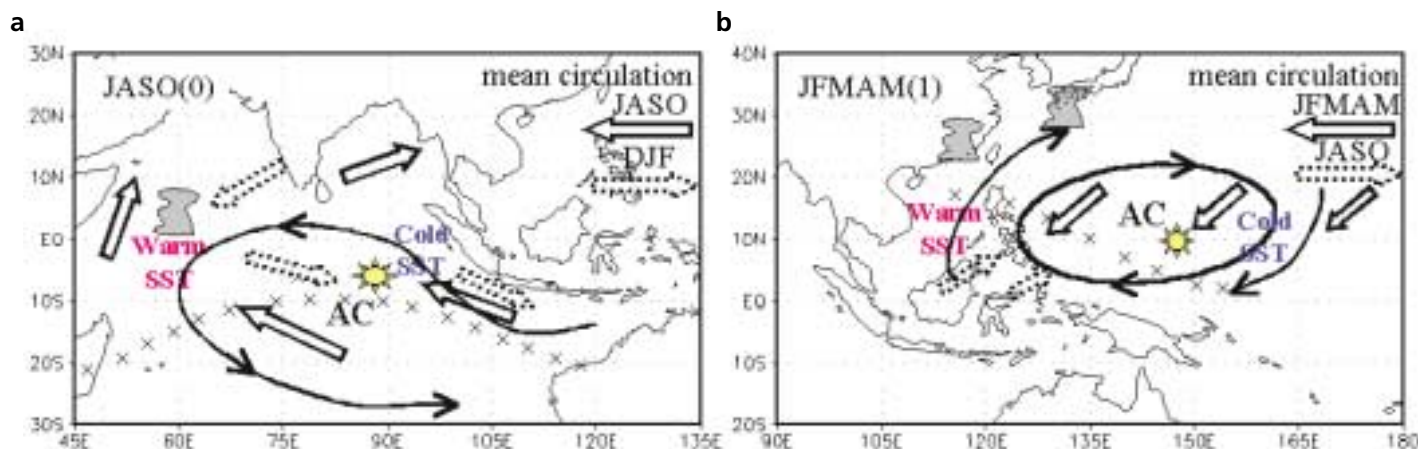 a
30N
20N
10N
EQ
10S
20S
30S
45E
60E
75E
90E
105E
120E
135E
JASO(0)
mean circulation
JASO
DJF
Warm
SST
Cold
SST
AC
b
40N
30N
20N
10N
EQ
10S
20S
90E
105E
120E
135E
150E
165E
180
JFMAM(1)
mean circulation
JFMAM
JASO
Warm
SST
AC
Cold
SST